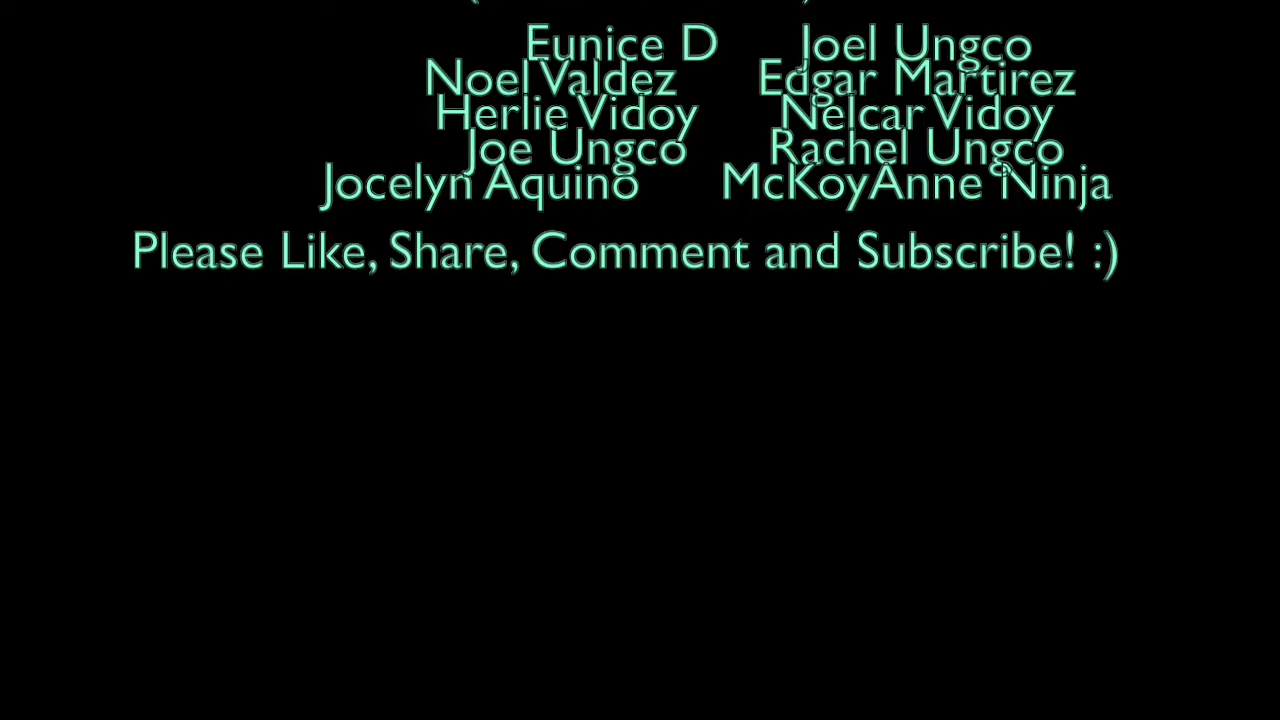 Eunice D Joel Ungco
Noel Valdez Edgar Martirez
Herlie Vidoy Nelcar Vidoy
Joe Ungco Rachel Ungco
Jocelyn Aquino McKoyAnne Ninja
Please Like, Share, Comment and Subscribe! :)